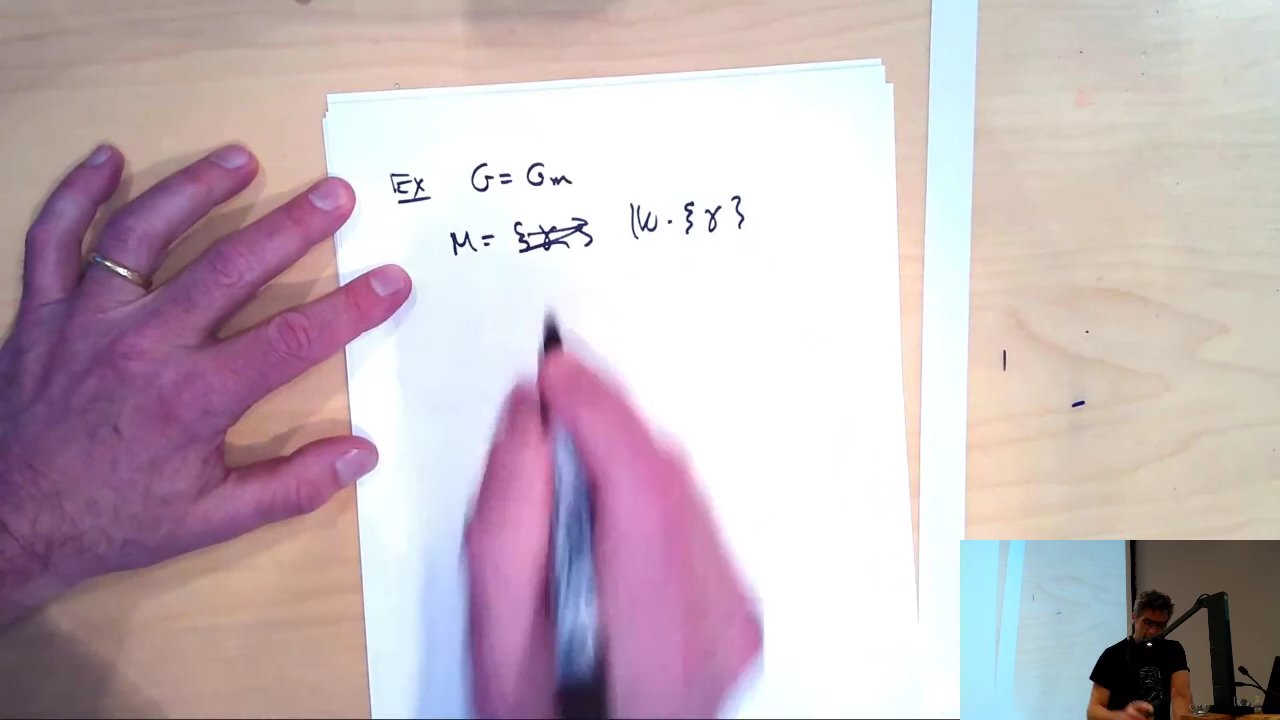 Ex G = Gm
M = W · { γ }